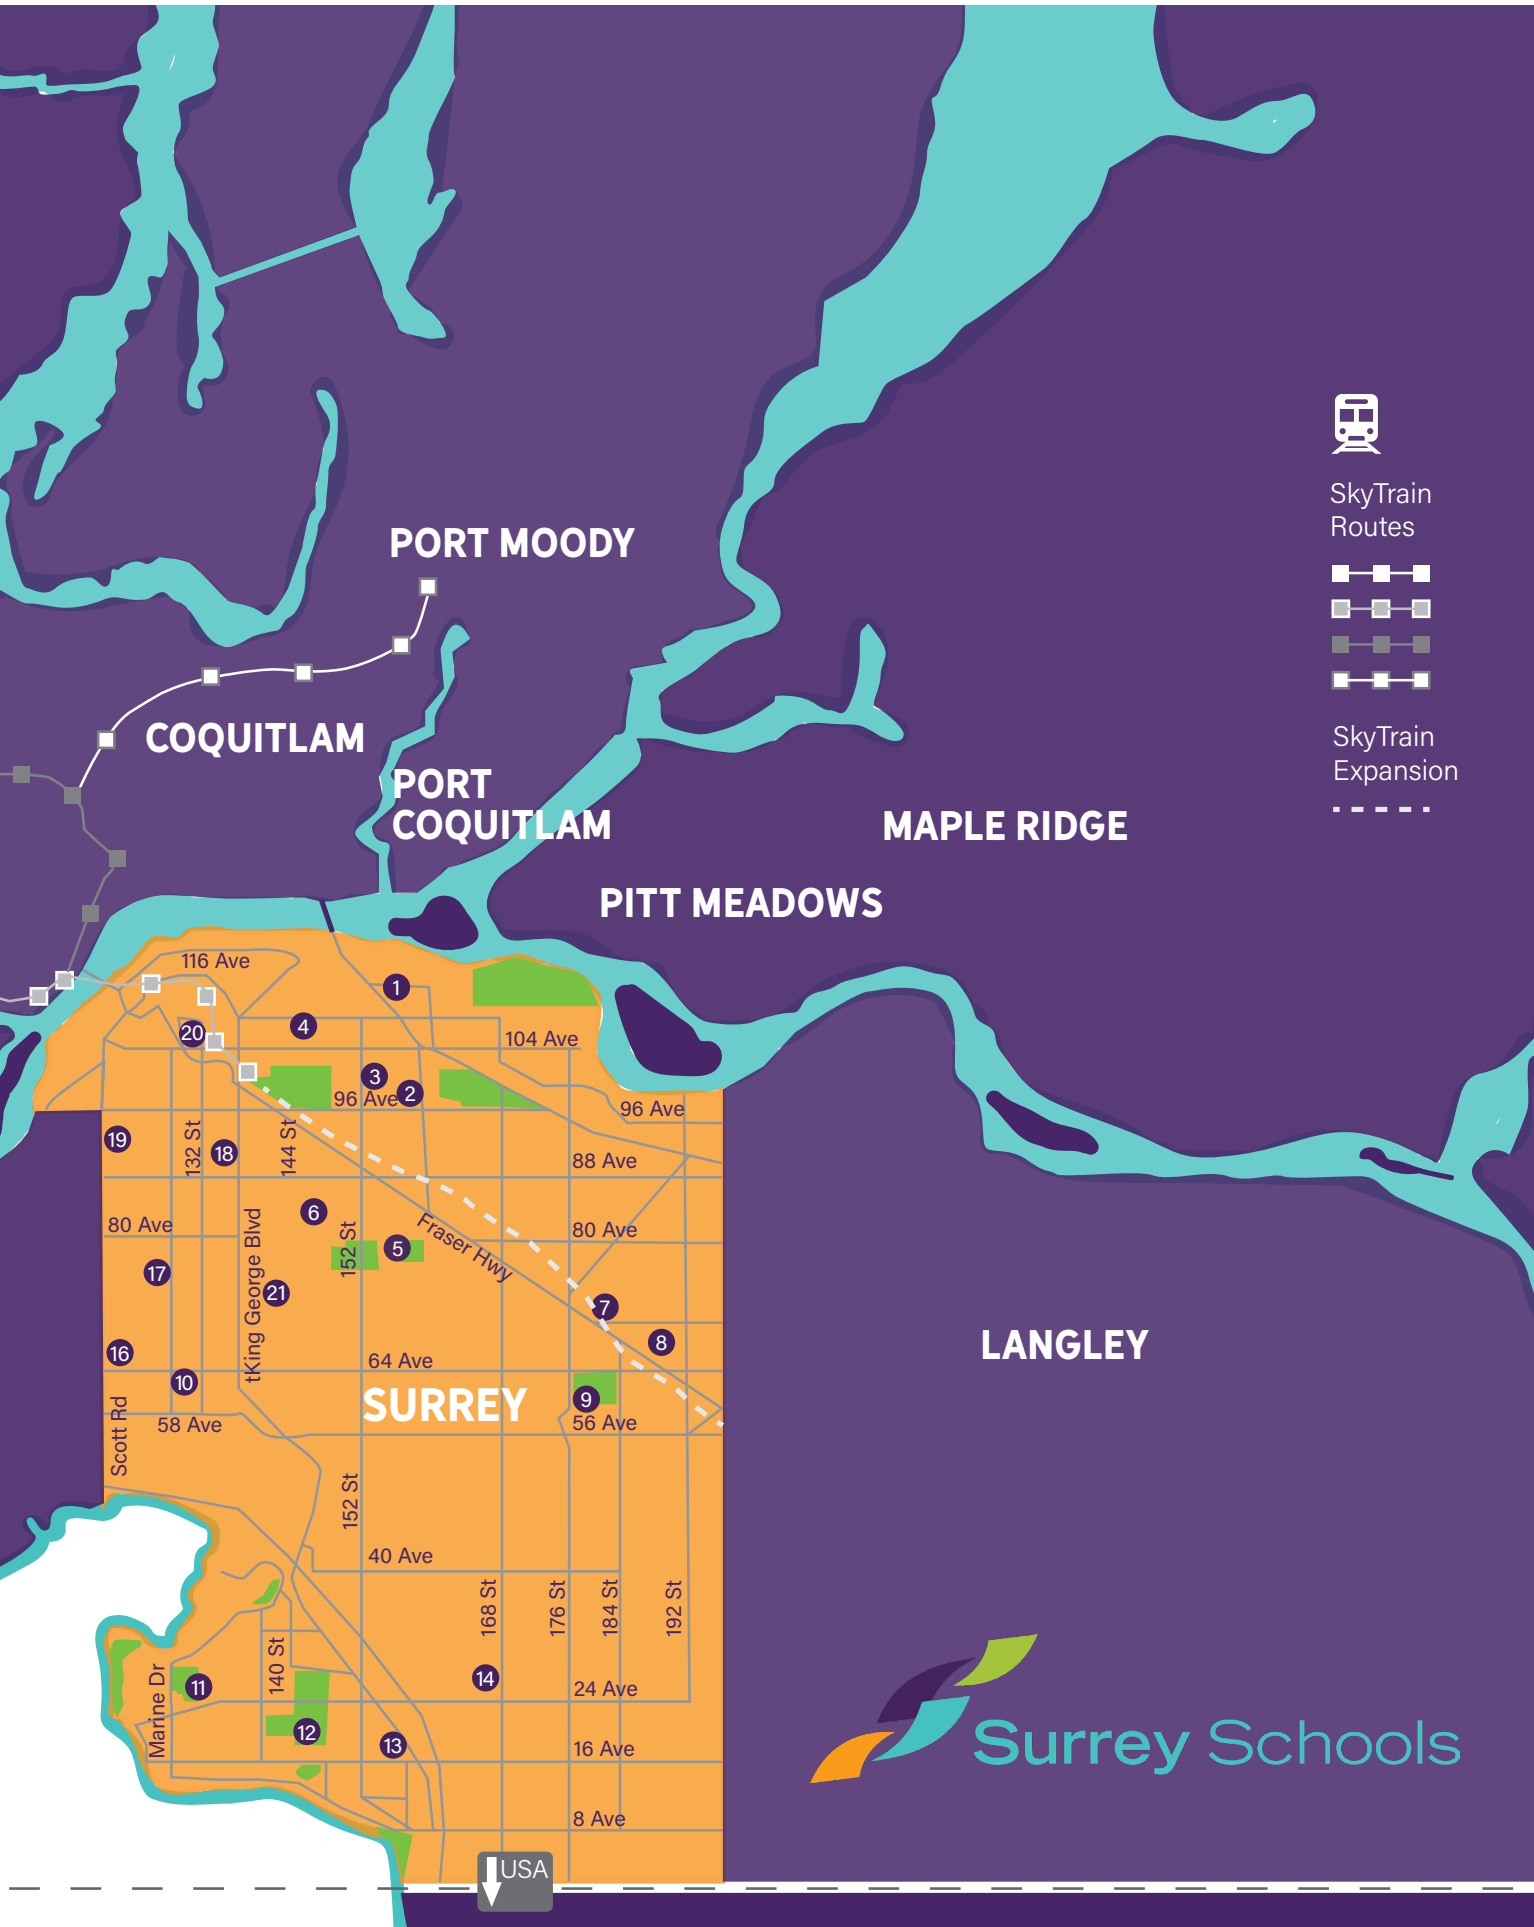 SkyTrain
Routes
PORT MOODY
COQUITLAM
SkyTrain
Expansion
PORT
COQUITLAM
MAPLE RIDGE
PITT MEADOWS
116 Ave
1
20
4
104 Ave
3
2
96 Ave
96 Ave
19
132 St
18
144 St
88 Ave
6
80 Ave
152 St
5
Fraser Hwy
80 Ave
17
tKing George Blvd
21
7
8
16
64 Ave
LANGLEY
10
SURREY
9
Scott Rd
58 Ave
56 Ave
152 St
40 Ave
168 St
176 St
184 St
192 St
140 St
Marine Dr
11
14
24 Ave
12
13
16 Ave
Surrey Schools
8 Ave
USA